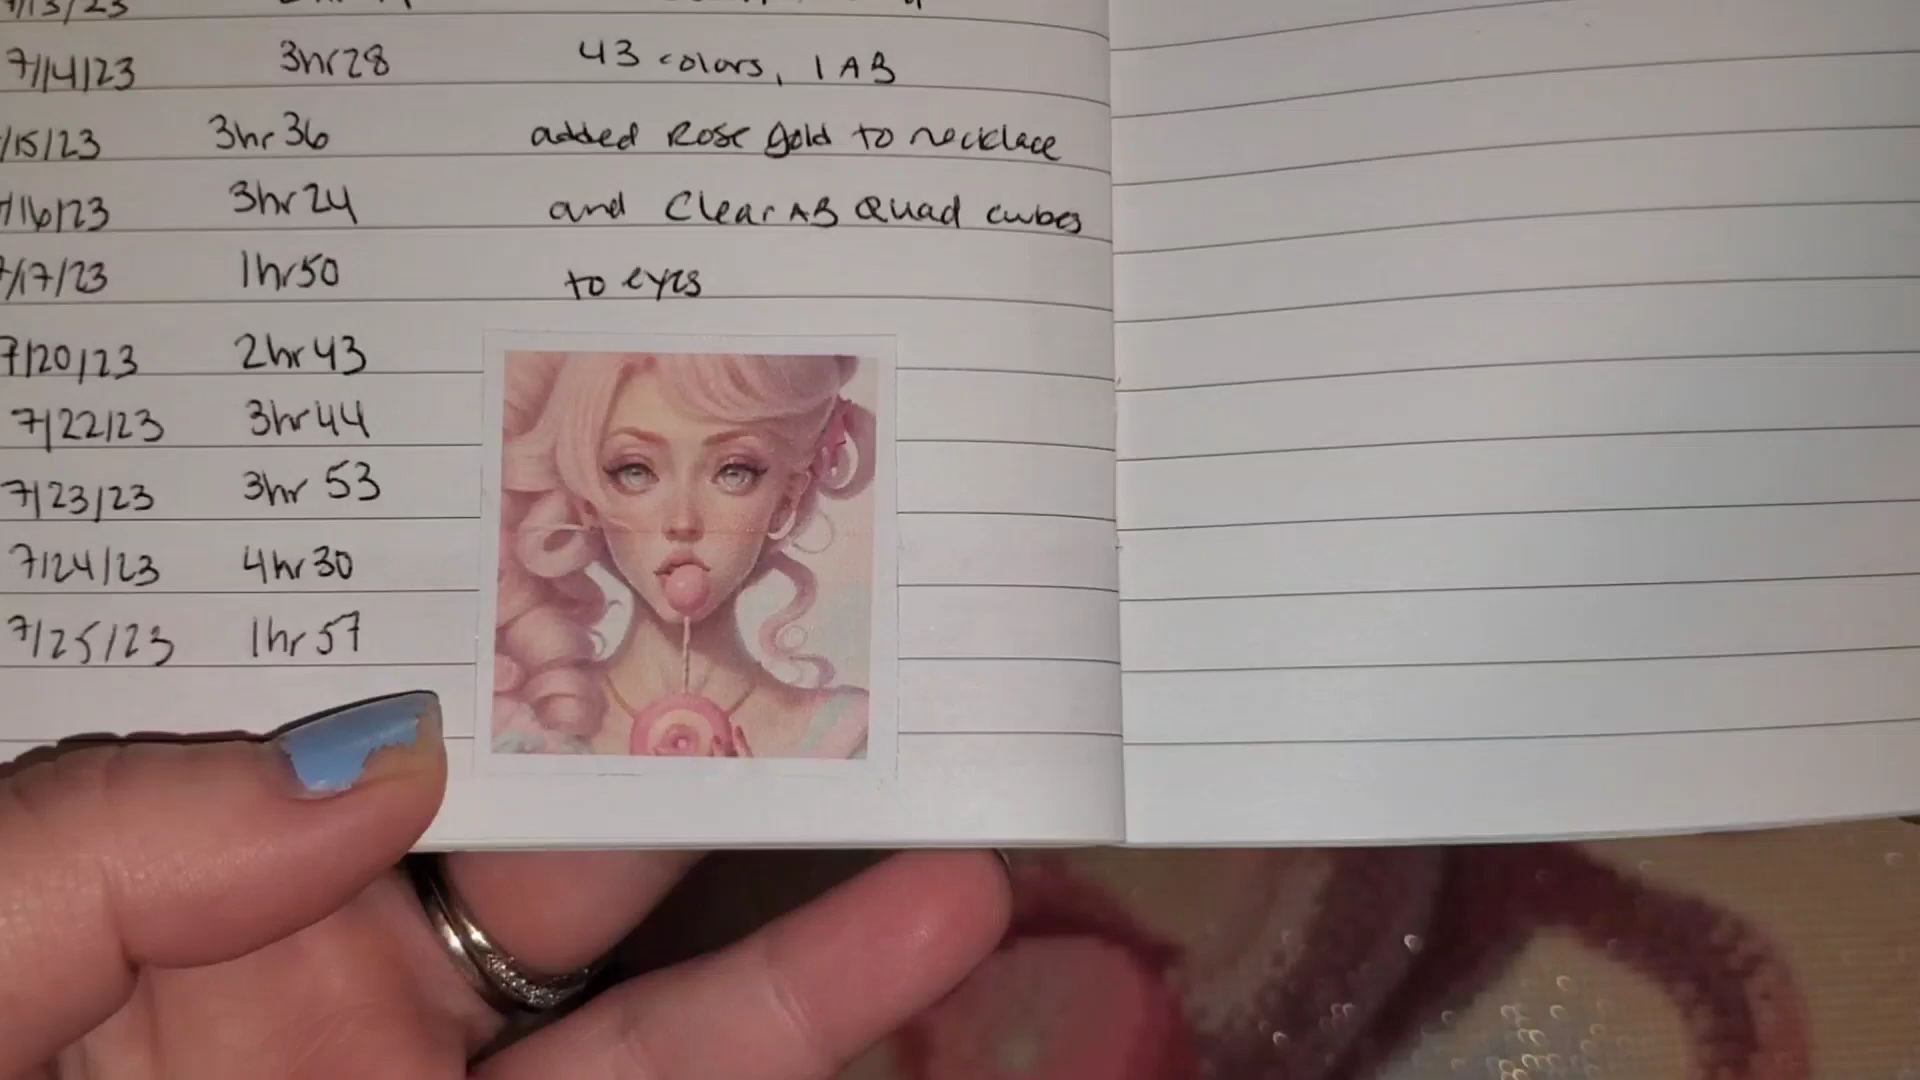 7/14/23 3hr28 43 colors, 1 AB
/15/23 3hr36 added Rose gold to necklace
/16/23 3hr24 and Clear AB Quad cubes
/17/23 1hr50 to eyes
7/20/23 2hr43
7/22/23 3hr44
7/23/23 3hr 53
7/24/23 4hr30
7/25/23 1hr57